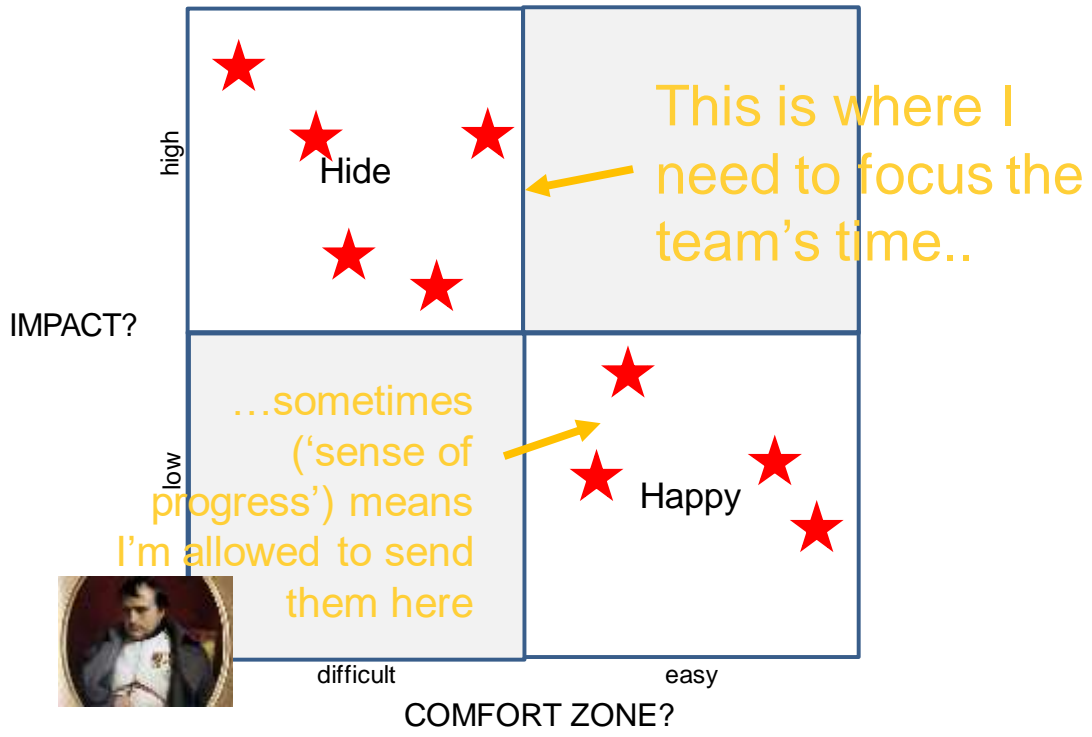 This is where I
need to focus the
team’s time..
high
Hide
IMPACT?
…sometimes
(‘sense of
progress’) means
I’m allowed to send
them here
low
Happy
difficult
easy
COMFORT ZONE?